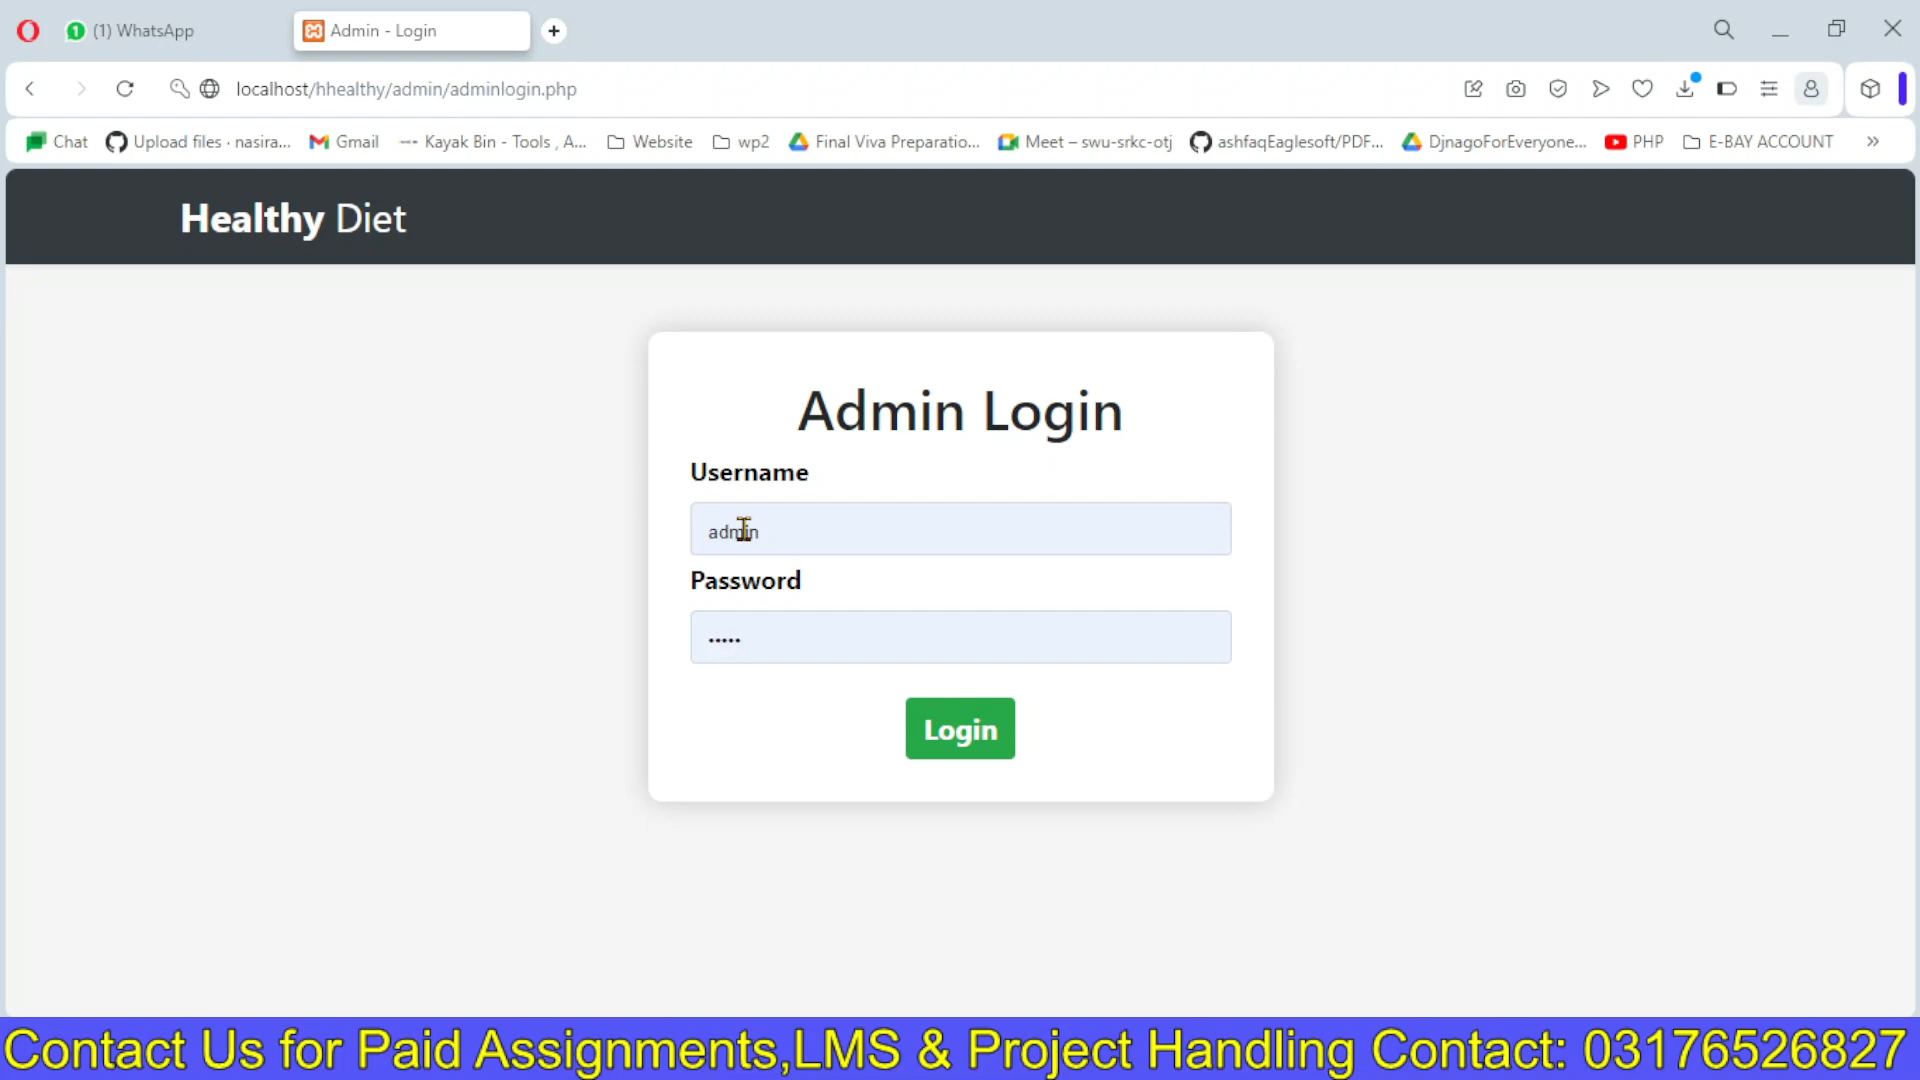 (1) WhatsApp
Admin - Login
localhost/hhealthy/admin/adminlogin.php
Chat
Upload files · nasira...
Gmail
Kayak Bin - Tools , A...
Website
wp2
Final Viva Preparatio...
Meet – swu-srkc-otj
ashfaqEaglesoft/PDF...
DjnagoForEveryone...
PHP
E-BAY ACCOUNT
Healthy Diet
Admin Login
Username
admin
Password
Login
Contact Us for Paid Assignments,LMS & Project Handling Contact: 03176526827